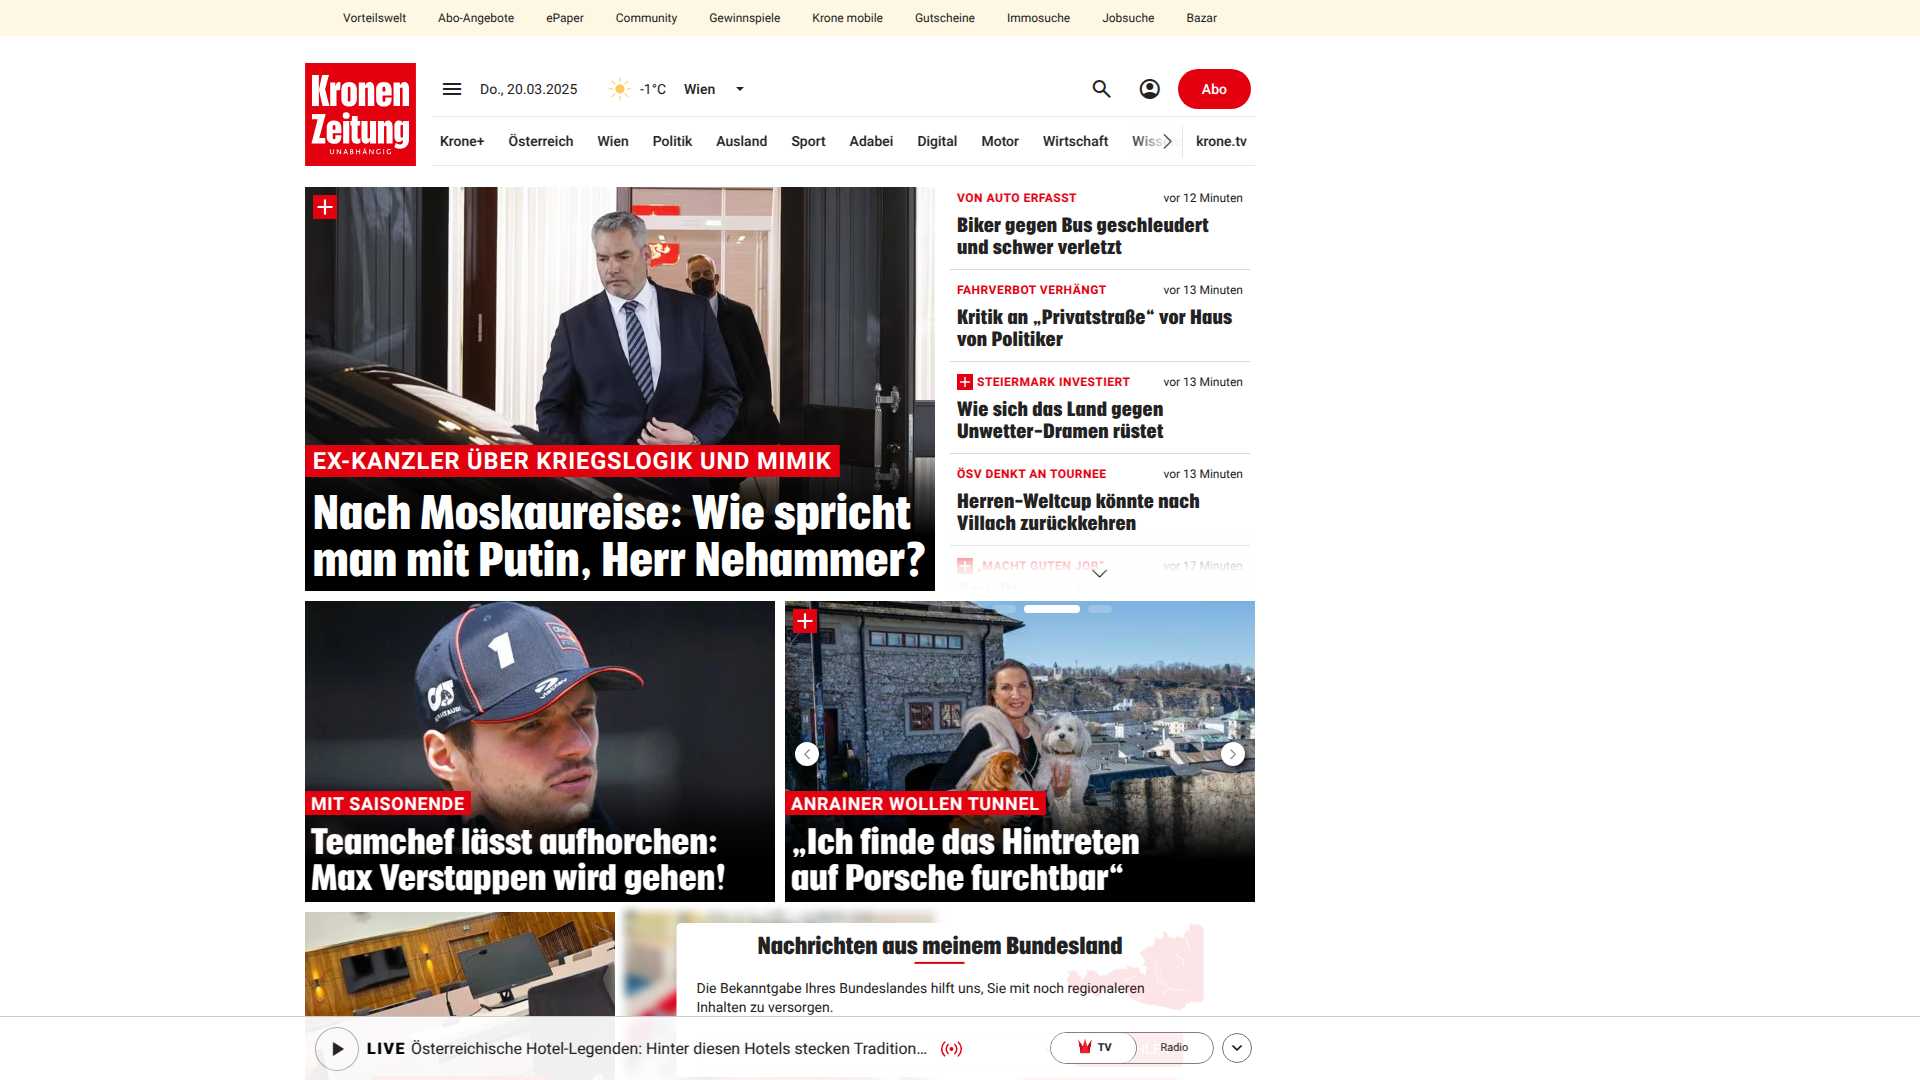 Vorteilswelt Abo-Angebote ePaper Community Gewinnspiele Krone mobile Gutscheine Immosuche Jobsuche Bazar
Kronen
Zeitung
UNABHÄNGIG
Do., 20.03.2025 -1°C Wien Abo
Krone+ Österreich Wien Politik Ausland Sport Adabei Digital Motor Wirtschaft krone.tv
EX-KANZLER ÜBER KRIEGSLOGIK UND MIMIK
Nach Moskaureise: Wie spricht
man mit Putin, Herr Nehammer?
VON AUTO ERFASST vor 12 Minuten
Biker gegen Bus geschleudert
und schwer verletzt
FAHRVERBOT VERHÄNGT vor 13 Minuten
Kritik an „Privatstraße“ vor Haus
von Politiker
STEIERMARK INVESTIERT vor 13 Minuten
Wie sich das Land gegen
Unwetter-Dramen rüstet
ÖSV DENKT AN TOURNEE vor 13 Minuten
Herren-Weltcup könnte nach
Villach zurückkehren
„MACHT GUTEN JOB“ vor 17 Minuten
1
MIT SAISONENDE
Teamchef lässt aufhorchen:
Max Verstappen wird gehen!
ANRAINER WOLLEN TUNNEL
„Ich finde das Hintreten
auf Porsche furchtbar“
Nachrichten aus meinem Bundesland
Die Bekanntgabe Ihres Bundeslandes hilft uns, Sie mit noch regionaleren
Inhalten zu versorgen.
LIVE Österreichische Hotel-Legenden: Hinter diesen Hotels stecken Tradition... TV Radio